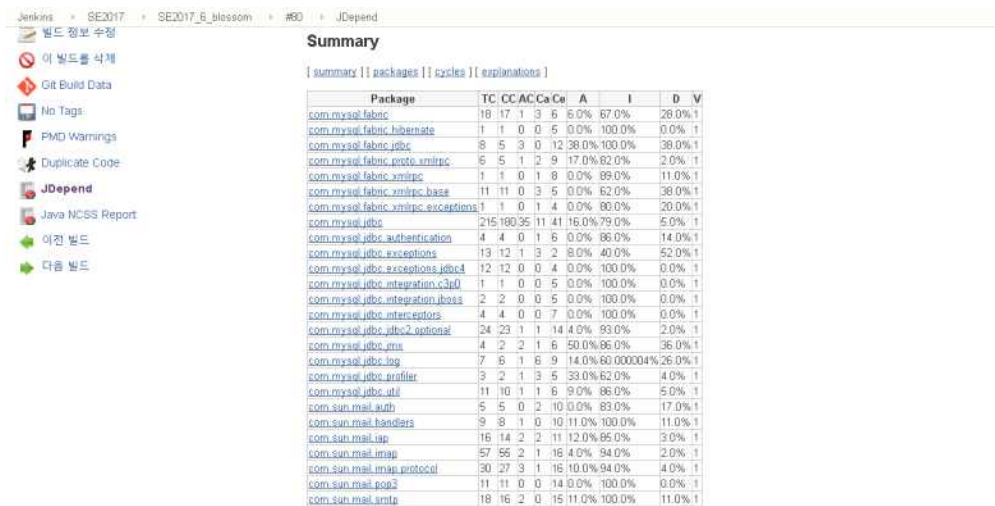 Jenkins › SE2017 › SE2017_6_blossom › #80 › JDepend
빌드 정보 수정
이 빌드를 삭제
Git Build Data
No Tags
PMD Warnings
Duplicate Code
JDepend
Java NCSS Report
이전 빌드
다음 빌드
Summary
[ summary ] [ packages ] [ cycles ] [ explanations ]
Package TC CC AC Ca Ce A I D V
com.mysql.fabric 18 17 1 3 6 6.0% 67.0% 28.0% 1
com.mysql.fabric.hibernate 1 1 0 0 5 0.0% 100.0% 0.0% 1
com.mysql.fabric.jdbc 8 5 3 0 12 38.0% 100.0% 38.0% 1
com.mysql.fabric.proto.xmlrpc 6 5 1 2 9 17.0% 82.0% 2.0% 1
com.mysql.fabric.xmlrpc 1 1 0 1 8 0.0% 89.0% 11.0% 1
com.mysql.fabric.xmlrpc.base 11 11 0 3 5 0.0% 62.0% 38.0% 1
com.mysql.fabric.xmlrpc.exceptions 1 1 0 1 4 0.0% 80.0% 20.0% 1
com.mysql.jdbc 215 180 35 11 41 16.0% 79.0% 5.0% 1
com.mysql.jdbc.authentication 4 4 0 1 6 0.0% 86.0% 14.0% 1
com.mysql.jdbc.exceptions 13 12 1 3 2 8.0% 40.0% 52.0% 1
com.mysql.jdbc.exceptions.jdbc4 12 12 0 0 4 0.0% 100.0% 0.0% 1
com.mysql.jdbc.integration.c3p0 1 1 0 0 5 0.0% 100.0% 0.0% 1
com.mysql.jdbc.integration.jboss 2 2 0 0 5 0.0% 100.0% 0.0% 1
com.mysql.jdbc.interceptors 4 4 0 0 7 0.0% 100.0% 0.0% 1
com.mysql.jdbc.jdbc2.optional 24 23 1 1 14 4.0% 93.0% 2.0% 1
com.mysql.jdbc.jmx 4 2 2 1 6 50.0% 86.0% 36.0% 1
com.mysql.jdbc.log 7 6 1 6 9 14.0% 60.000004% 26.0% 1
com.mysql.jdbc.profiler 3 2 1 3 5 33.0% 62.0% 4.0% 1
com.mysql.jdbc.util 11 10 1 1 6 9.0% 86.0% 5.0% 1
com.sun.mail.auth 5 5 0 2 10 0.0% 83.0% 17.0% 1
com.sun.mail.handlers 9 8 1 0 10 11.0% 100.0% 11.0% 1
com.sun.mail.iap 16 14 2 2 11 12.0% 85.0% 3.0% 1
com.sun.mail.imap 57 55 2 1 16 4.0% 94.0% 2.0% 1
com.sun.mail.imap.protocol 30 27 3 1 16 10.0% 94.0% 4.0% 1
com.sun.mail.pop3 11 11 0 0 14 0.0% 100.0% 0.0% 1
com.sun.mail.smtp 18 16 2 0 15 11.0% 100.0% 11.0% 1